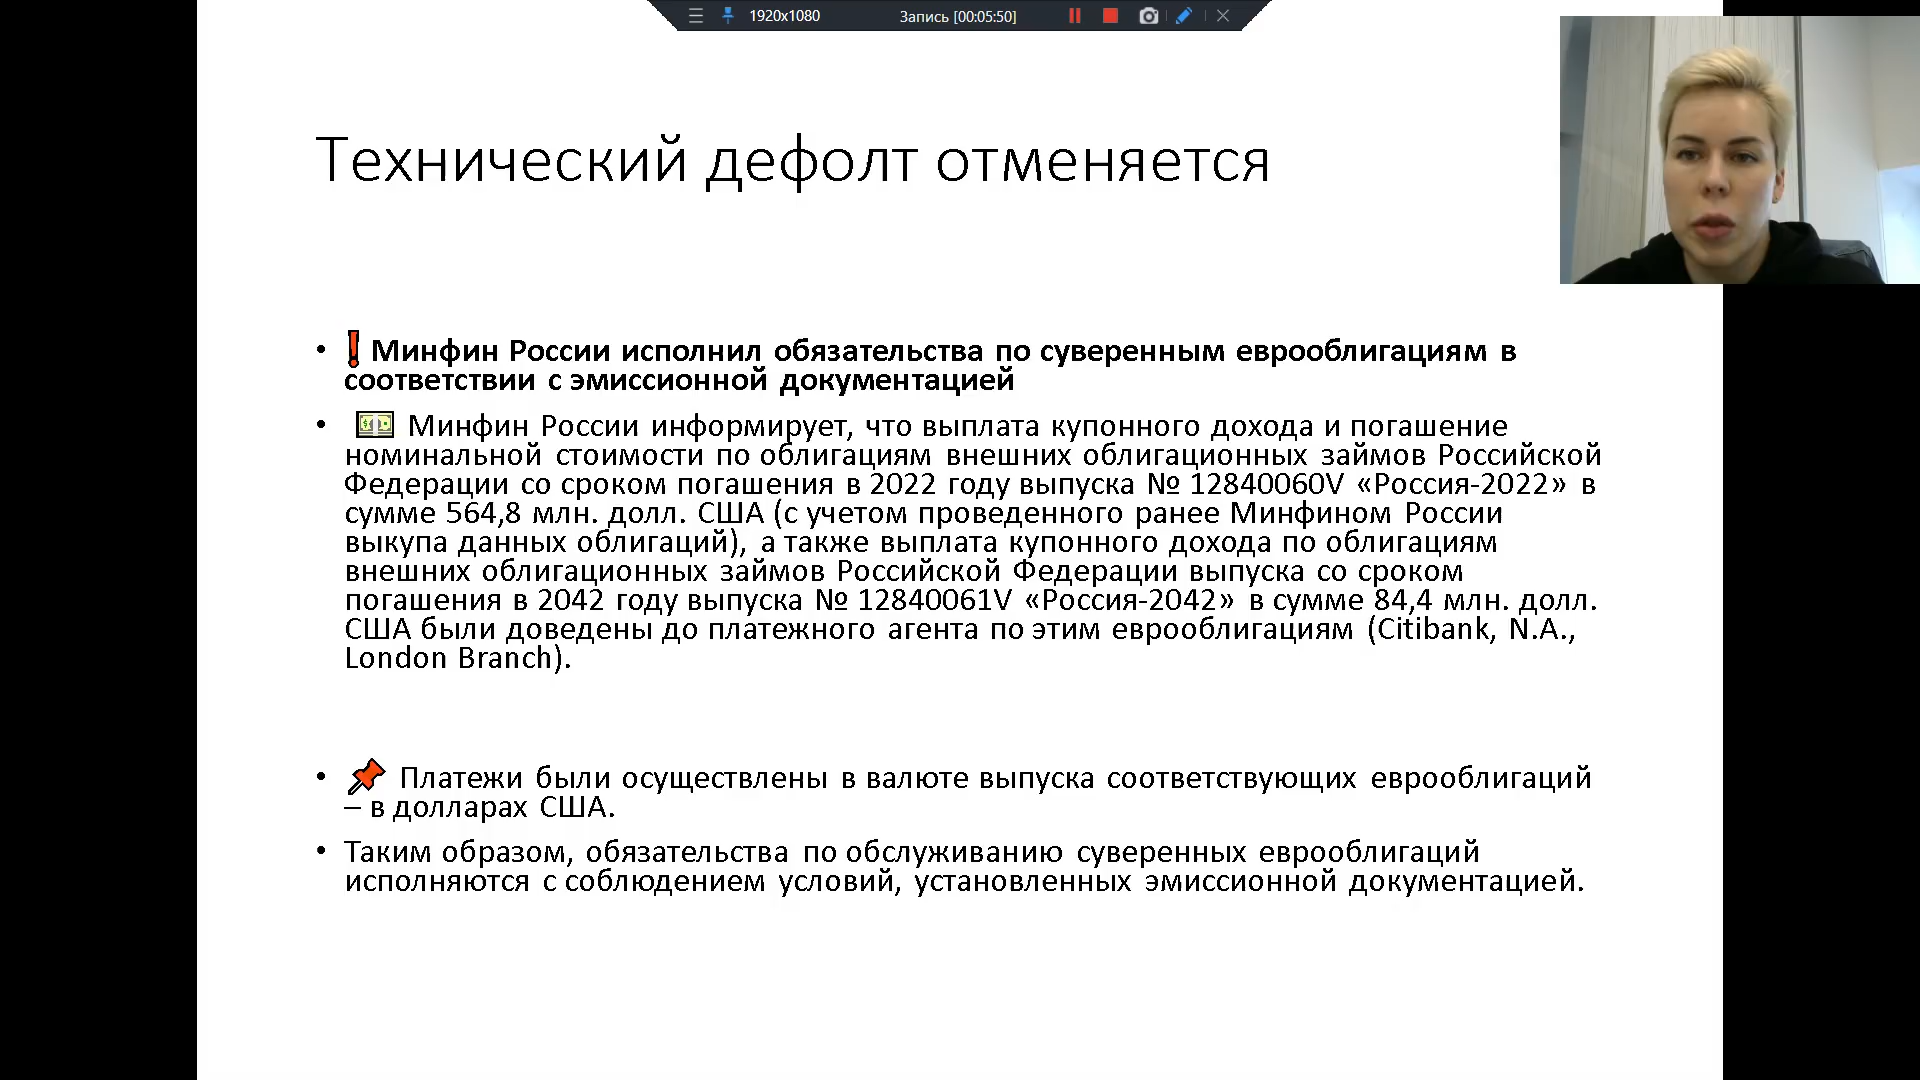 1920x1080 Запись [00:05:50]
Технический дефолт отменяется
• ❗Минфин России исполнил обязательства по суверенным еврооблигациям в
соответствии с эмиссионной документацией
• 💵 Минфин России информирует, что выплата купонного дохода и погашение
номинальной стоимости по облигациям внешних облигационных займов Российской
Федерации со сроком погашения в 2022 году выпуска № 12840060V «Россия-2022» в
сумме 564,8 млн. долл. США (с учетом проведенного ранее Минфином России
выкупа данных облигаций), а также выплата купонного дохода по облигациям
внешних облигационных займов Российской Федерации выпуска со сроком
погашения в 2042 году выпуска № 12840061V «Россия-2042» в сумме 84,4 млн. долл.
США были доведены до платежного агента по этим еврооблигациям (Citibank, N.A.,
London Branch).
• 📌 Платежи были осуществлены в валюте выпуска соответствующих еврооблигаций
– в долларах США.
• Таким образом, обязательства по обслуживанию суверенных еврооблигаций
исполняются с соблюдением условий, установленных эмиссионной документацией.